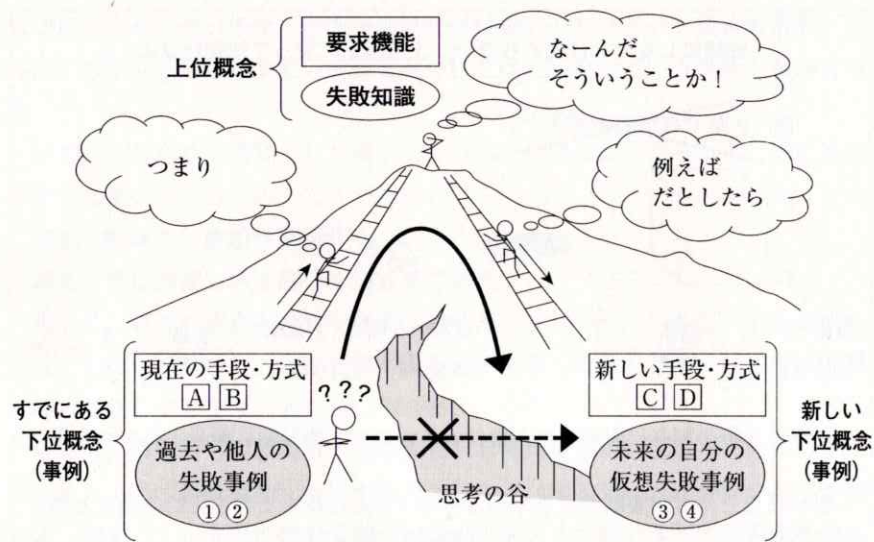 上位概念
要求機能
失敗知識
なーんだ
そういうことか！
つまり
例えば
だとしたら
すでにある
下位概念
（事例）
現在の手段・方式
A B
過去や他人の
失敗事例
① ②
???
思考の谷
新しい手段・方式
C D
未来の自分の
仮想失敗事例
③ ④
新しい
下位概念
（事例）